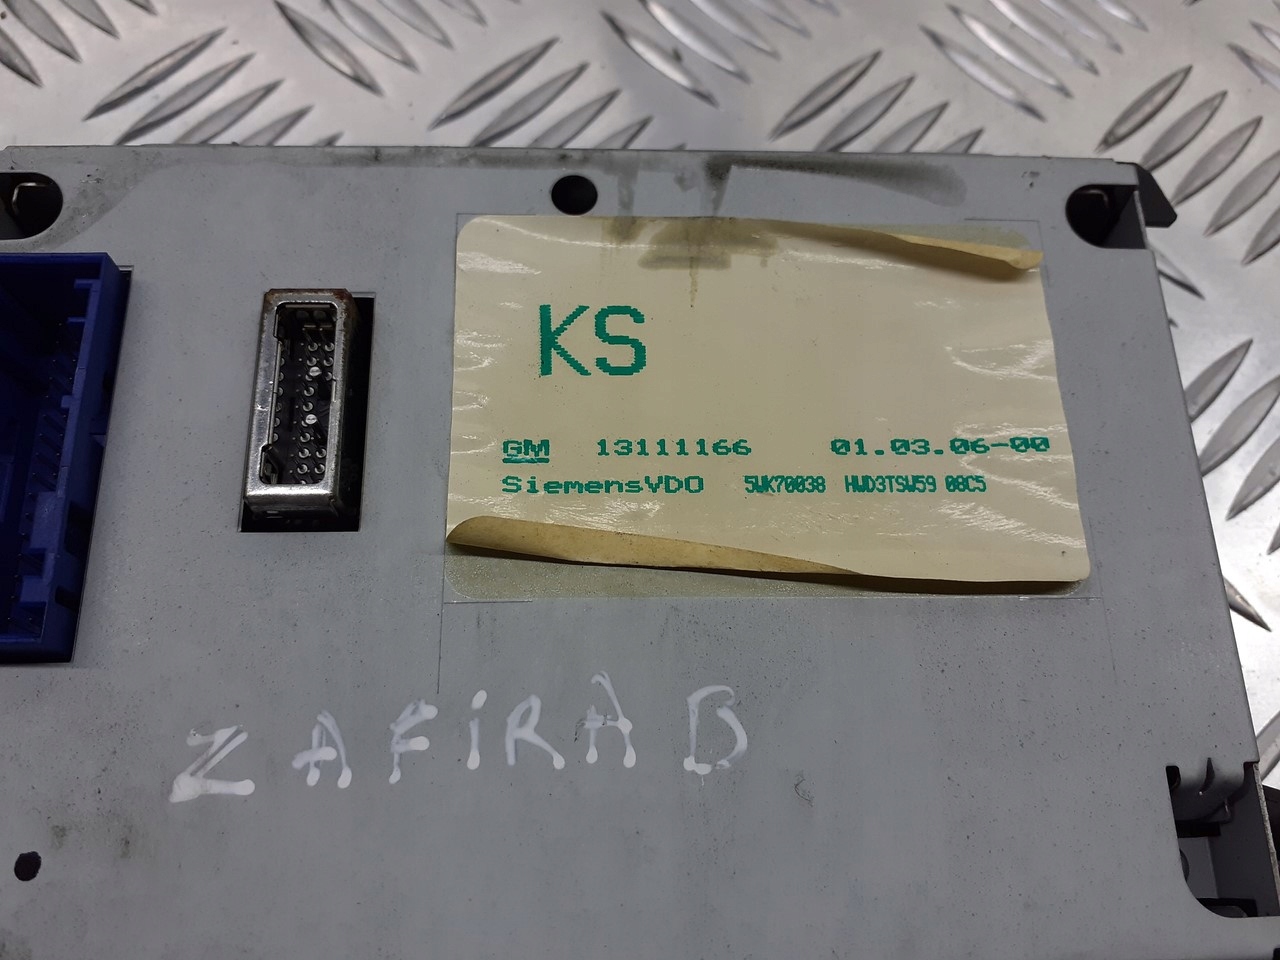 KS
GM 13111166 01.03.06-00
SiemensVDO 5WK70038 HWD3TSW59 08C5
ZAFiRA B